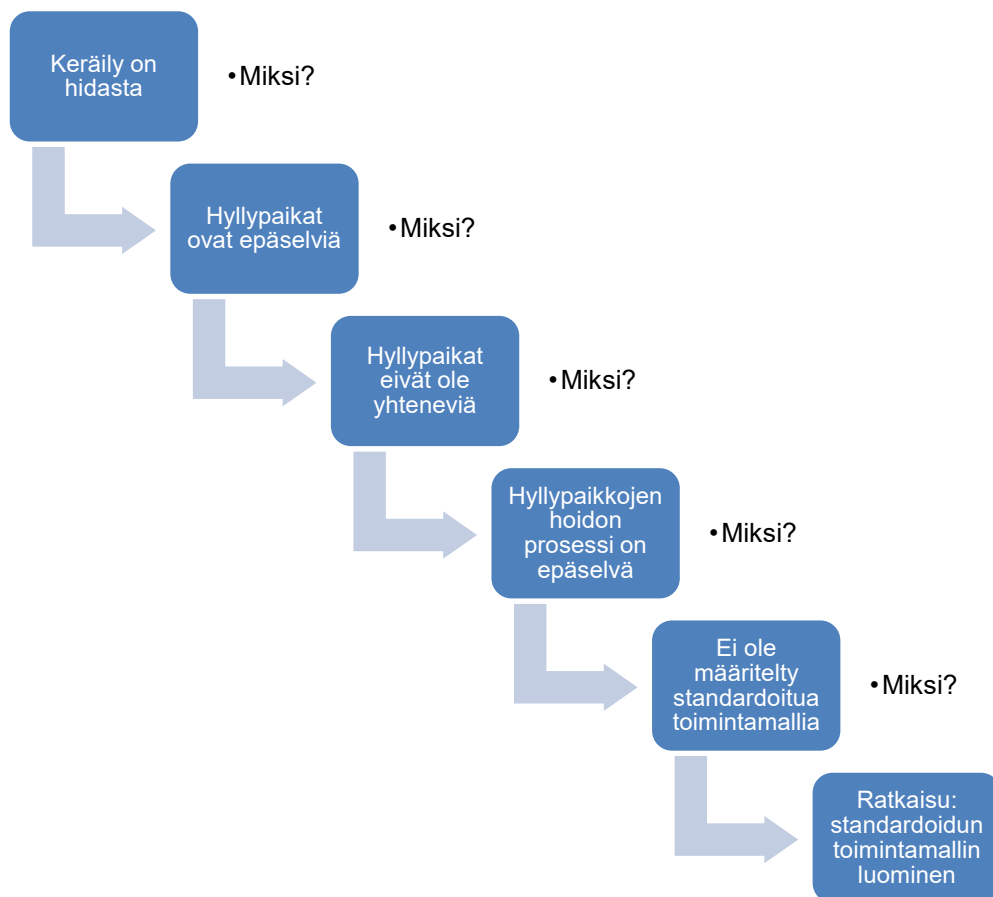 Keräily on
hidasta
•Miksi?
Hyllypaikat
ovat epäselviä
•Miksi?
Hyllypaikat
eivät ole
yhteneviä
•Miksi?
Hyllypaikkojen
hoidon
prosessi on
epäselvä
•Miksi?
Ei ole
määritelty
standardoitua
toimintamallia
•Miksi?
Ratkaisu:
standardoidun
toimintamallin
luominen